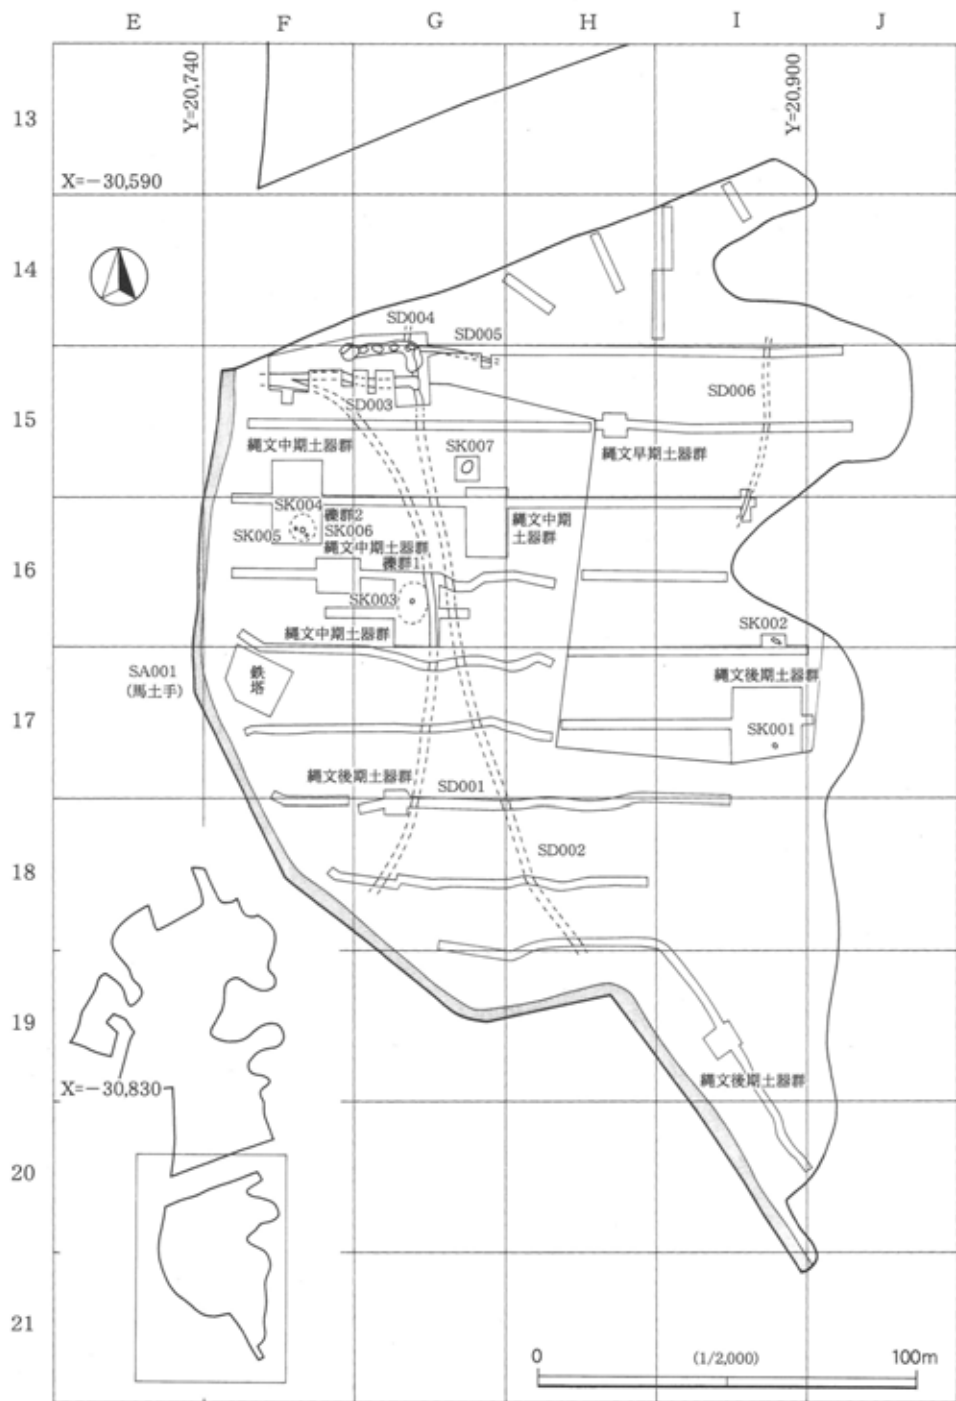 E F G H I J
13
Y=20,740
Y=20,900
X=−30,590
14
SD004
SD005
SD003
SD006
15
縄文中期土器群
SK007
縄文早期土器群
SK004
礫群2
SK005
SK006
縄文中期
土器群
縄文中期土器群
礫群1
16
SK003
縄文中期土器群
SK002
SA001
(馬土手)
鉄
塔
縄文後期土器群
17
SK001
縄文後期土器群
SD001
SD002
18
19
縄文後期土器群
X=−30,830
20
21
0
(1/2,000)
100m